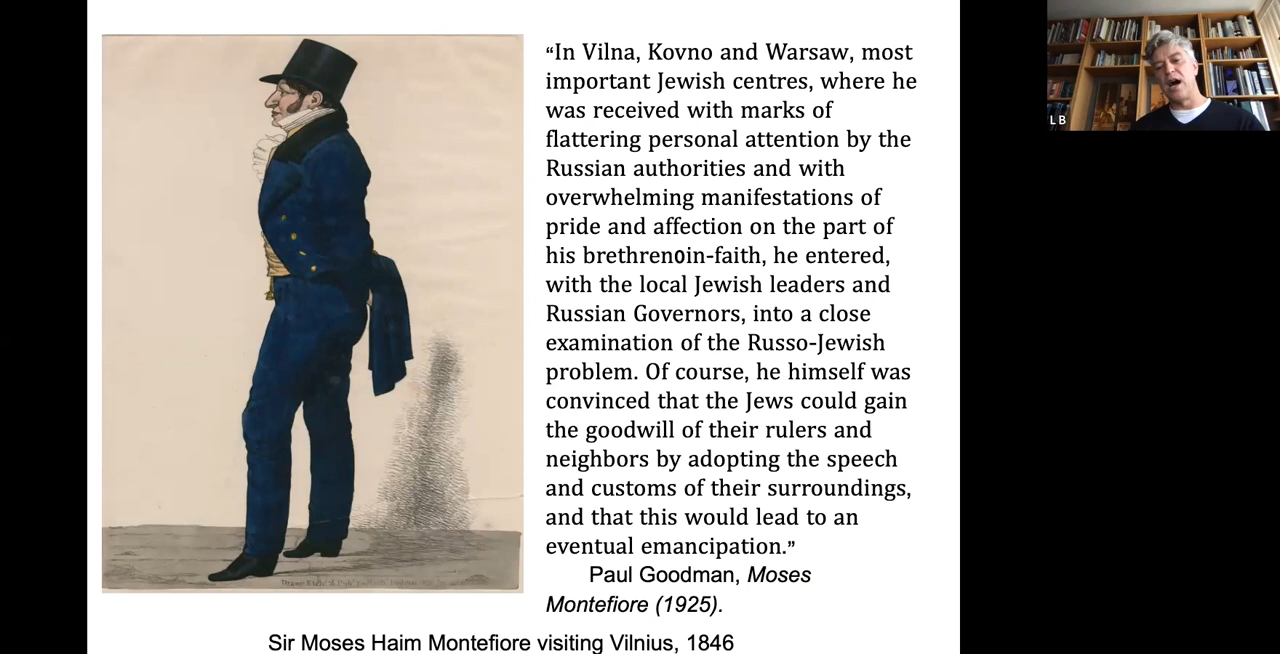 “In Vilna, Kovno and Warsaw, most
important Jewish centres, where he
was received with marks of
flattering personal attention by the
Russian authorities and with
overwhelming manifestations of
pride and affection on the part of
his brethren0in-faith, he entered,
with the local Jewish leaders and
Russian Governors, into a close
examination of the Russo-Jewish
problem. Of course, he himself was
convinced that the Jews could gain
the goodwill of their rulers and
neighbors by adopting the speech
and customs of their surroundings,
and that this would lead to an
eventual emancipation.”
Paul Goodman, Moses
Montefiore (1925).
Sir Moses Haim Montefiore visiting Vilnius, 1846
L B